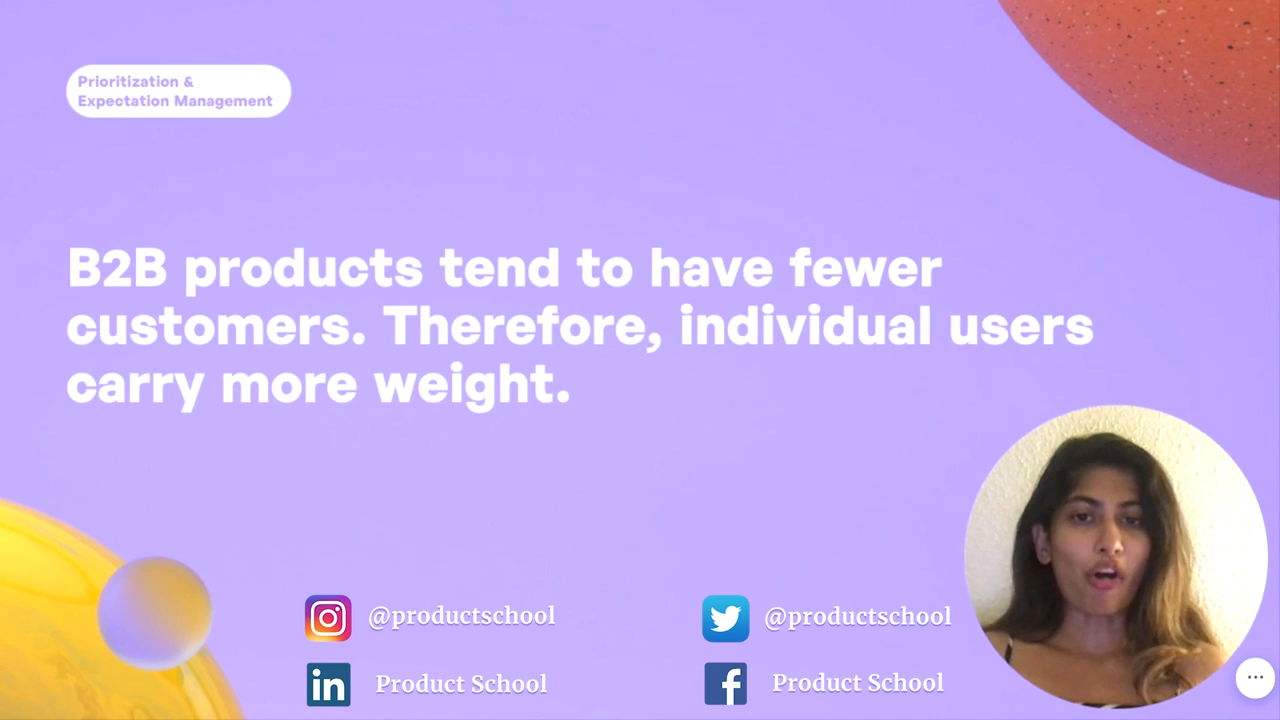 Prioritization &
Expectation Management
B2B products tend to have fewer
customers. Therefore, individual users
carry more weight.
@productschool
@productschool
Product School
Product School